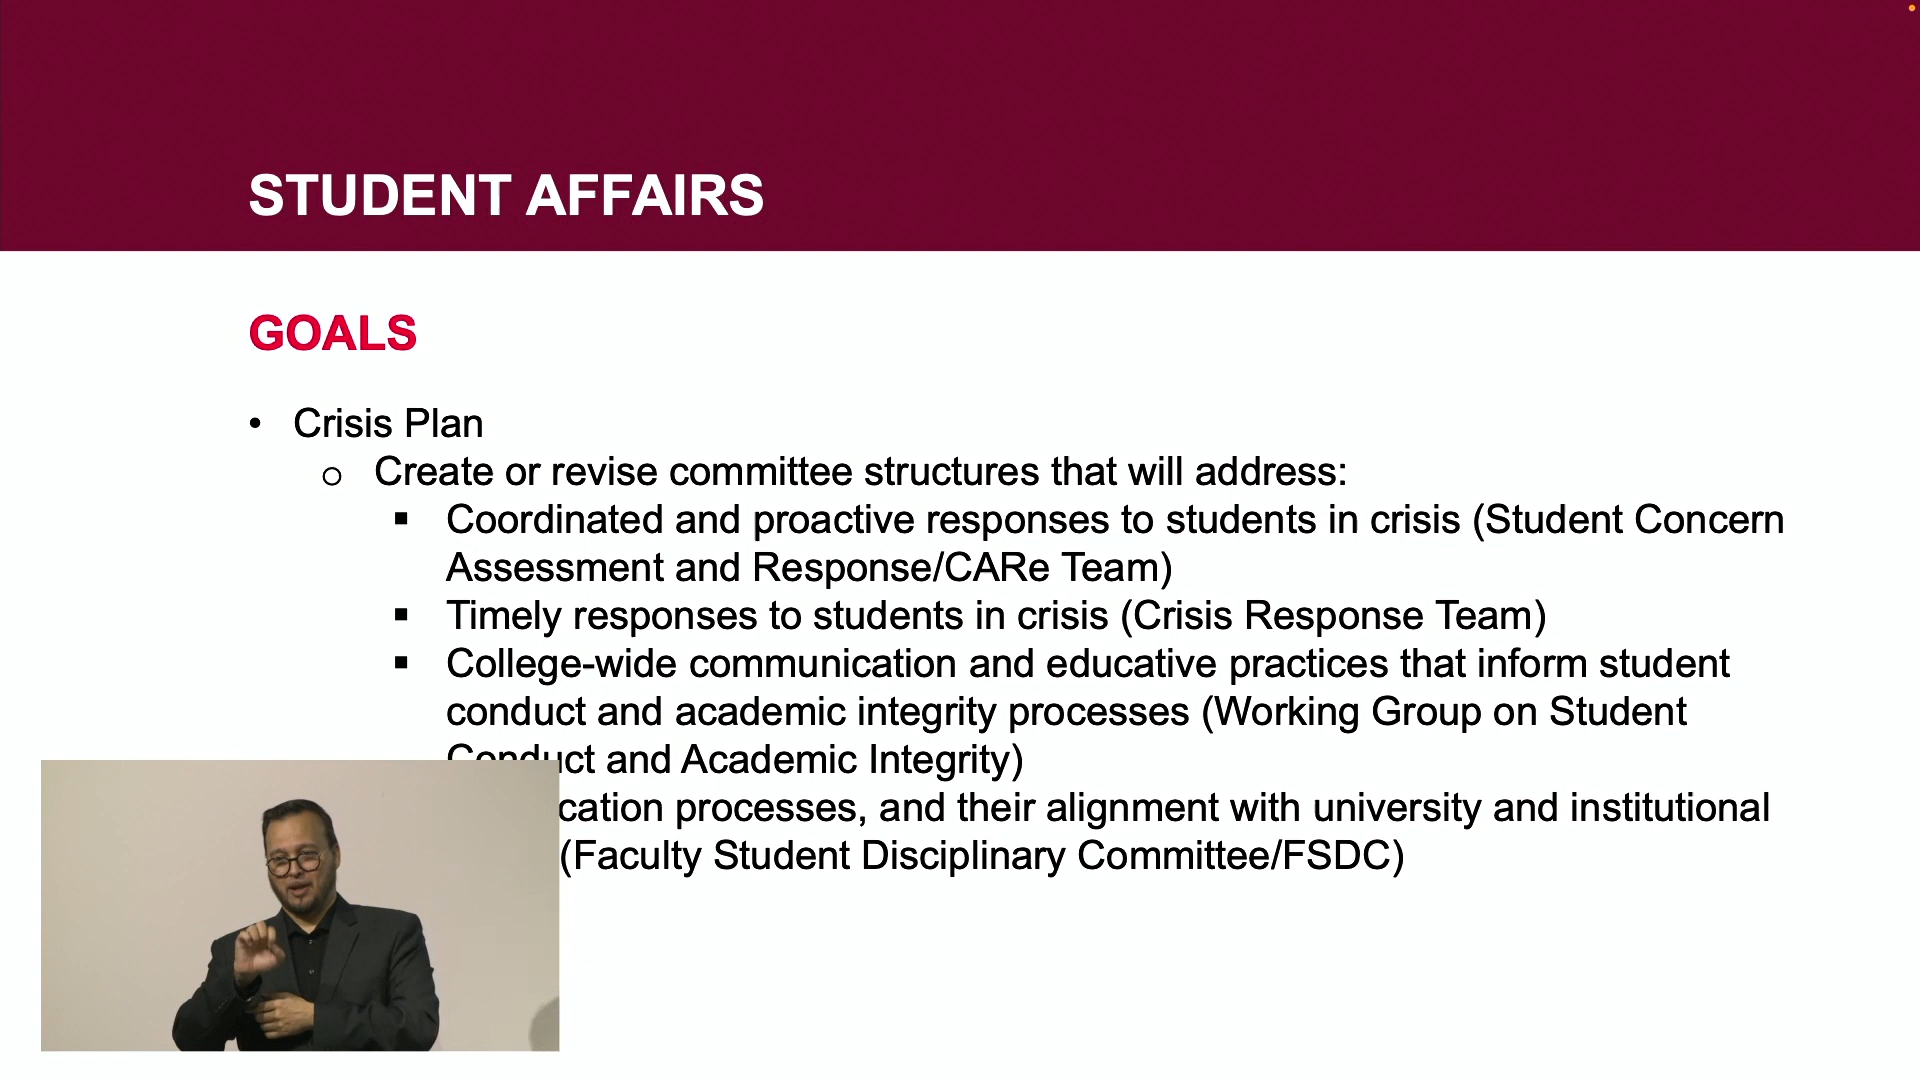 STUDENT AFFAIRS
GOALS
• Crisis Plan
o Create or revise committee structures that will address:
▪ Coordinated and proactive responses to students in crisis (Student Concern
Assessment and Response/CARe Team)
▪ Timely responses to students in crisis (Crisis Response Team)
▪ College-wide communication and educative practices that inform student
conduct and academic integrity processes (Working Group on Student
Conduct and Academic Integrity)
processes, and their alignment with university and institutional
(Faculty Student Disciplinary Committee/FSDC)